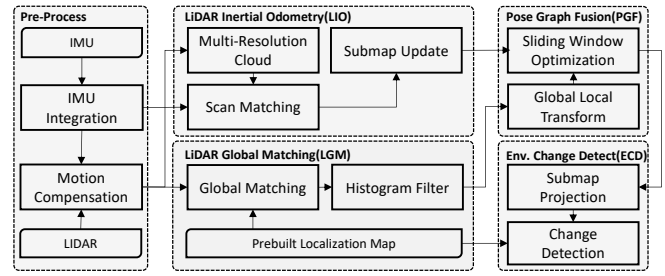 Pre-Process
IMU
IMU
Integration
Motion
Compensation
LIDAR
LiDAR Inertial Odometry(LIO)
Multi-Resolution
Cloud
Submap Update
Scan Matching
LiDAR Global Matching(LGM)
Global Matching
Histogram Filter
Prebuilt Localization Map
Pose Graph Fusion(PGF)
Sliding Window
Optimization
Global Local
Transform
Env. Change Detect(ECD)
Submap
Projection
Change
Detection